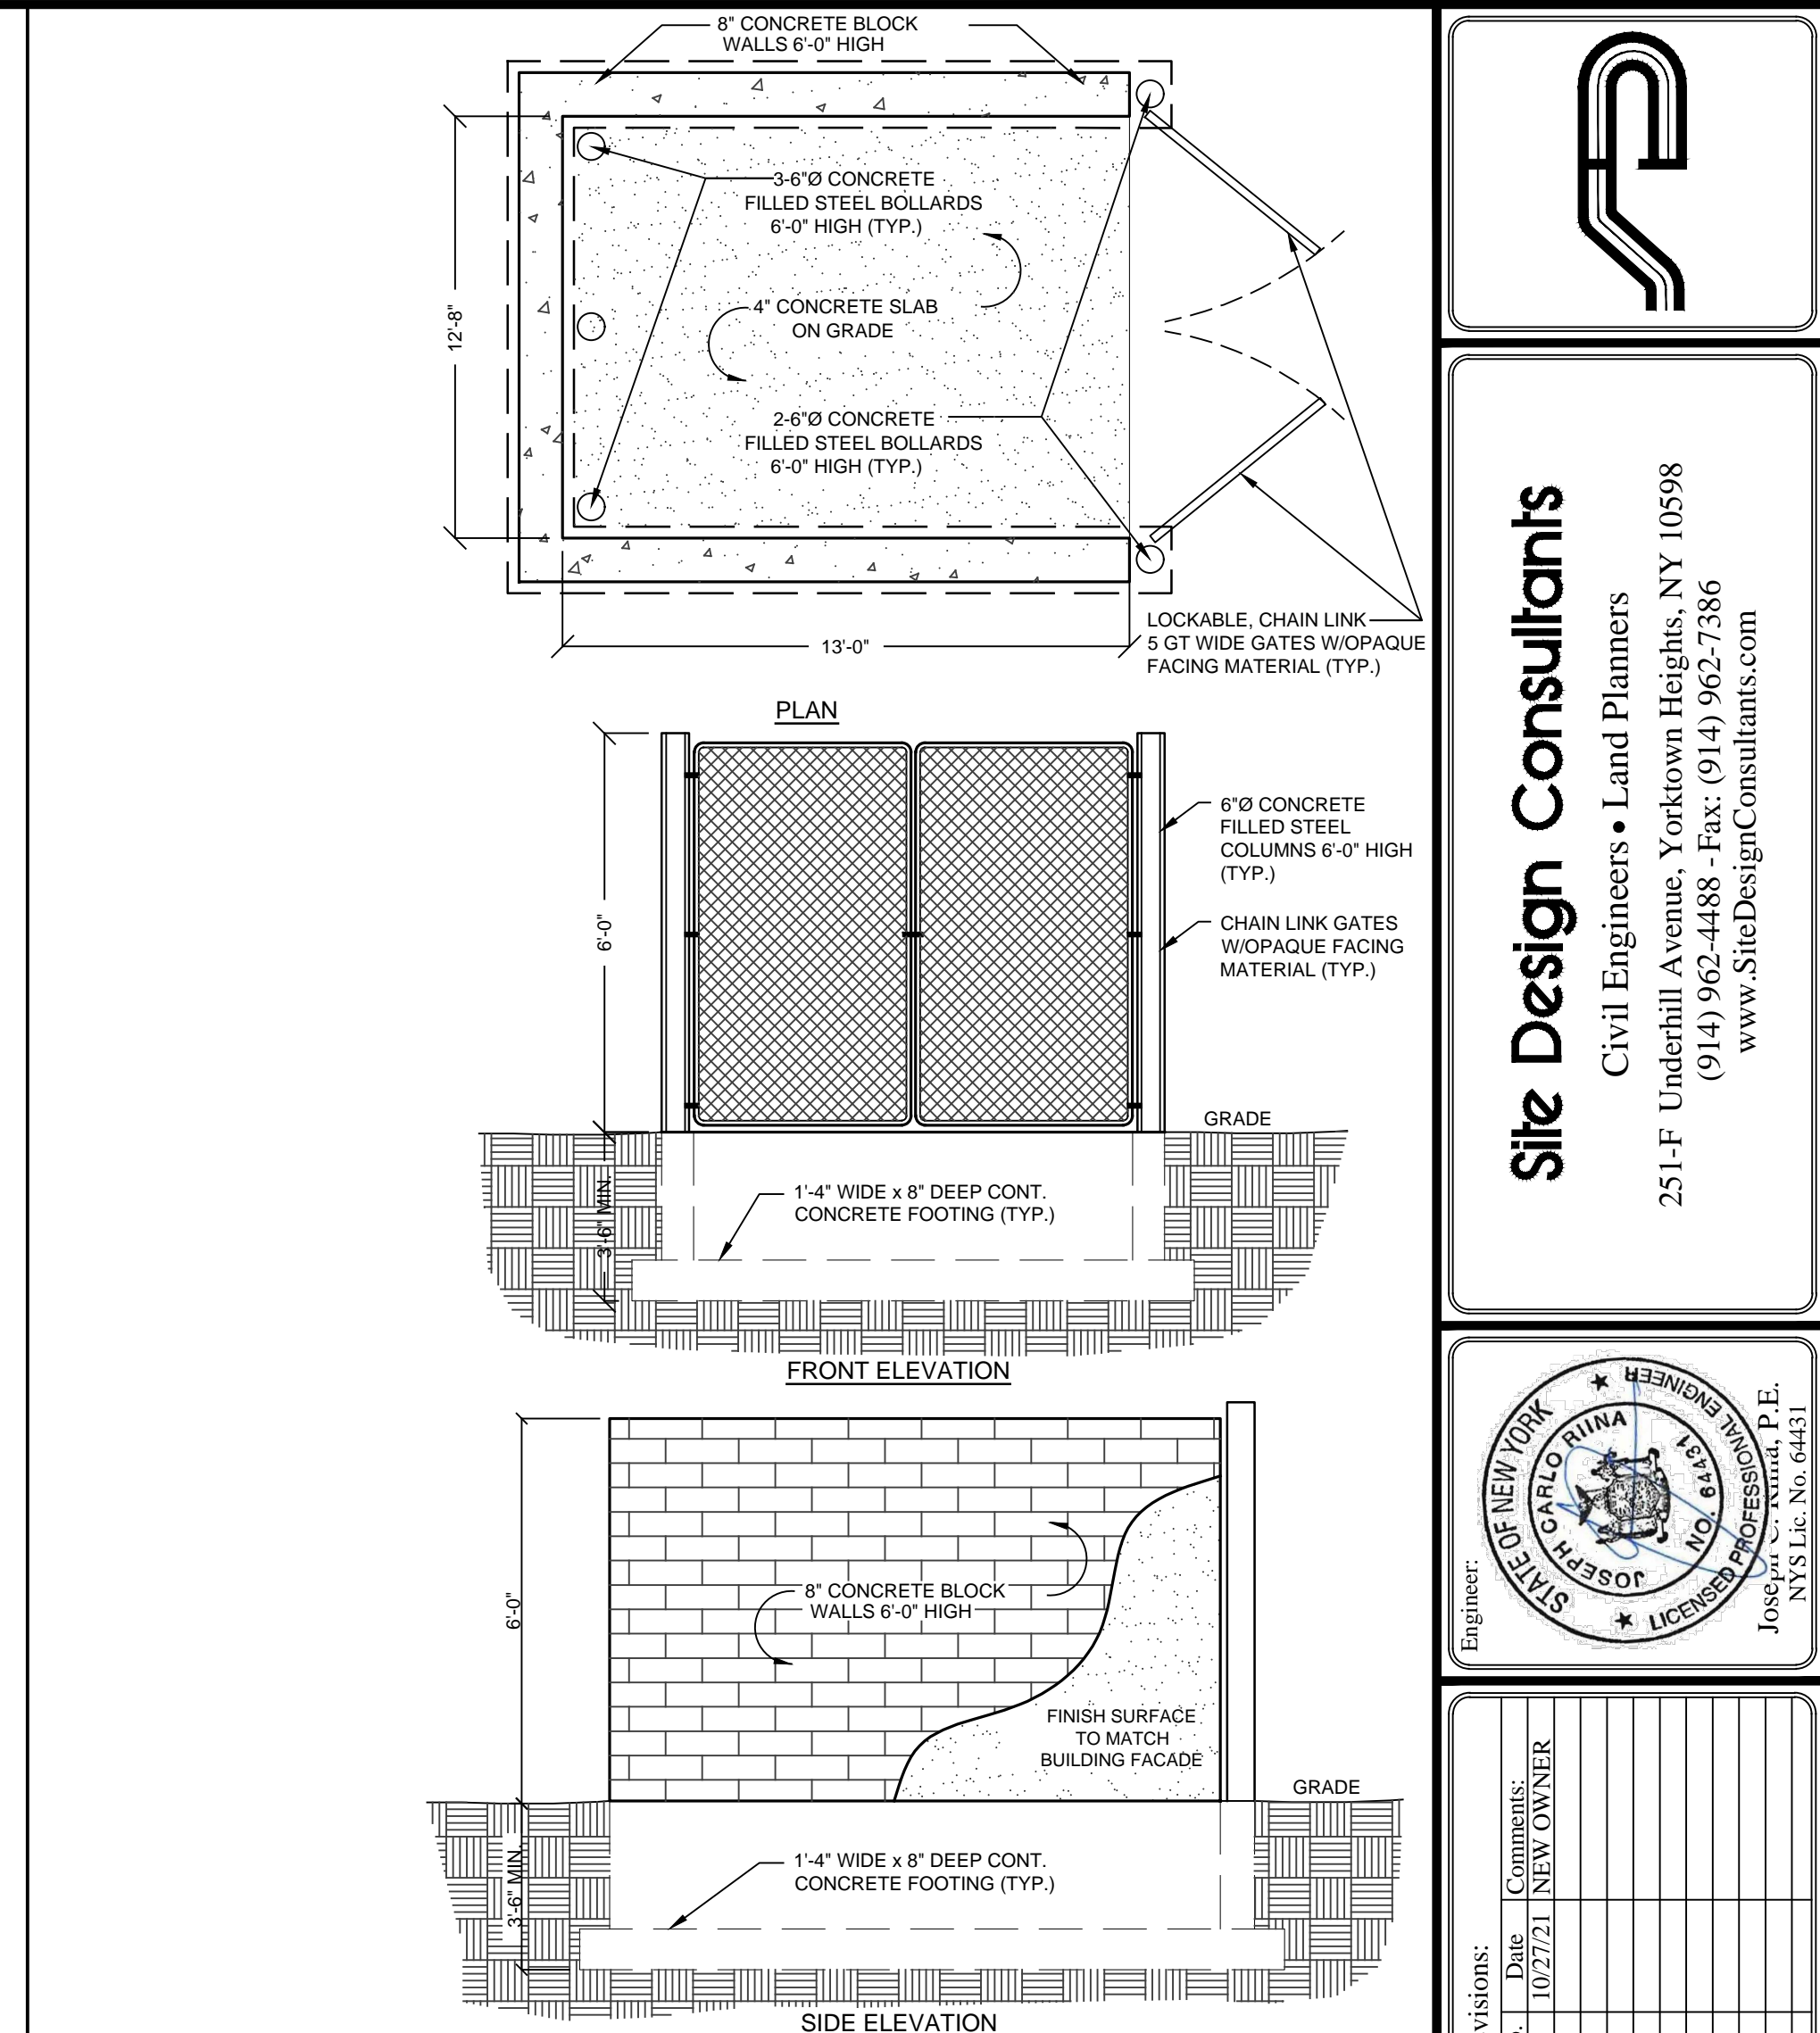 8" CONCRETE BLOCK
WALLS 6'-0" HIGH
12'-8"
3-6"Ø CONCRETE
FILLED STEEL BOLLARDS
6'-0" HIGH (TYP.)
4" CONCRETE SLAB
ON GRADE
2-6"Ø CONCRETE
FILLED STEEL BOLLARDS
6'-0" HIGH (TYP.)
LOCKABLE, CHAIN LINK
5 GT WIDE GATES W/OPAQUE
FACING MATERIAL (TYP.)
13'-0"
PLAN
6'-0"
6"Ø CONCRETE
FILLED STEEL
COLUMNS 6'-0" HIGH
(TYP.)
CHAIN LINK GATES
W/OPAQUE FACING
MATERIAL (TYP.)
GRADE
3'-6" MIN.
1'-4" WIDE x 8" DEEP CONT.
CONCRETE FOOTING (TYP.)
FRONT ELEVATION
6'-0"
8" CONCRETE BLOCK
WALLS 6'-0" HIGH
FINISH SURFACE
TO MATCH
BUILDING FACADE
GRADE
3'-6" MIN.
1'-4" WIDE x 8" DEEP CONT.
CONCRETE FOOTING (TYP.)
SIDE ELEVATION
Site Design Consultants
Civil Engineers • Land Planners
251-F Underhill Avenue, Yorktown Heights, NY 10598
(914) 962-4488 - Fax: (914) 962-7386
www.SiteDesignConsultants.com
Engineer:
STATE OF NEW YORK
JOSEPH CARLO RIINA
NO. 64431
LICENSED PROFESSIONAL ENGINEER
Joseph C. Riina, P.E.
NYS Lic. No. 64431
visions:
Date Comments:
10/27/21 NEW OWNER